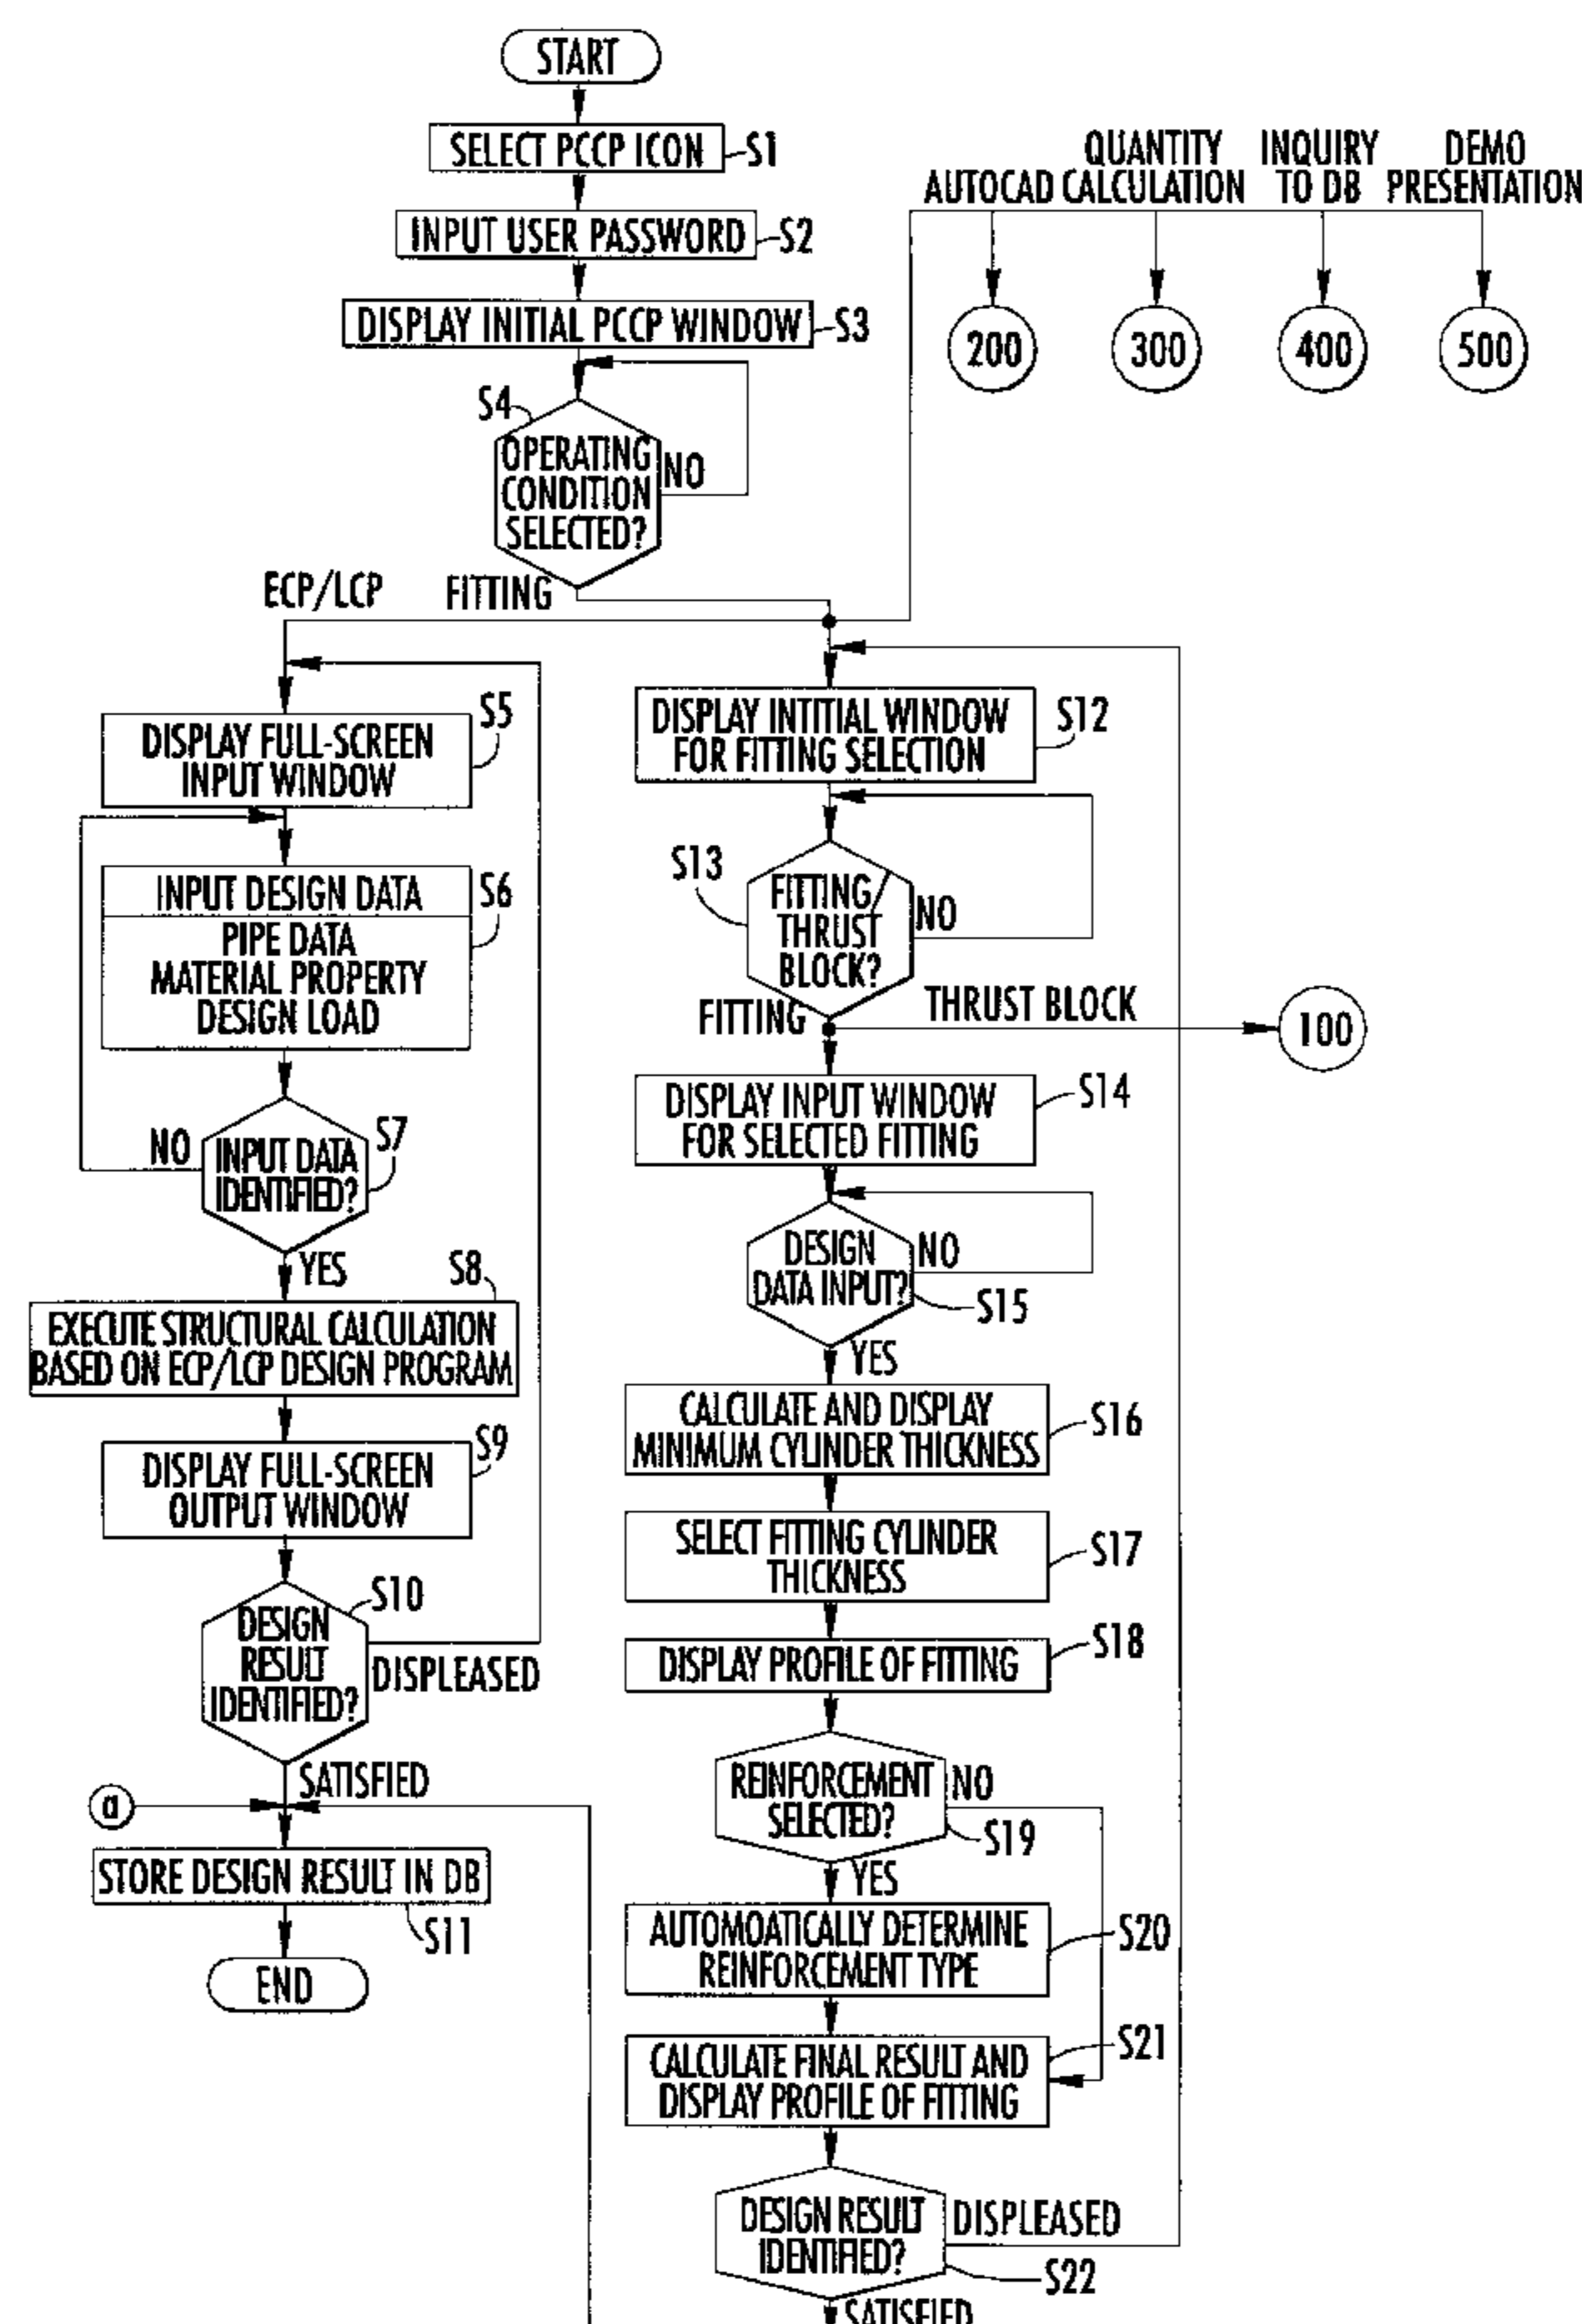 START
SELECT PCCP ICON
S1
INPUT USER PASSWORD
S2
DISPLAY INITIAL PCCP WINDOW
S3
AUTOCAD
QUANTITY
CALCULATION
INQUIRY
TO DB
DEMO
PRESENTATION
200
300
400
500
S4
OPERATING
CONDITION
SELECTED?
NO
ECP/LCP
FITTING
DISPLAY FULL-SCREEN
INPUT WINDOW
S5
INPUT DESIGN DATA
PIPE DATA
MATERIAL PROPERTY
DESIGN LOAD
S6
INPUT DATA
IDENTIFIED?
S7
NO
YES
S8
EXECUTE STRUCTURAL CALCULATION
BASED ON ECP/LCP DESIGN PROGRAM
DISPLAY FULL-SCREEN
OUTPUT WINDOW
S9
DESIGN
RESULT
IDENTIFIED?
S10
DISPLEASED
SATISFIED
a
STORE DESIGN RESULT IN DB
S11
END
DISPLAY INTITIAL WINDOW
FOR FITTING SELECTION
S12
S13
FITTING/
THRUST
BLOCK?
NO
FITTING
THRUST BLOCK
100
DISPLAY INPUT WINDOW
FOR SELECTED FITTING
S14
DESIGN
DATA INPUT?
NO
S15
YES
CALCULATE AND DISPLAY
MINIMUM CYLINDER THICKNESS
S16
SELECT FITTING CYLINDER
THICKNESS
S17
DISPLAY PROFILE OF FITTING
S18
REINFORCEMENT
SELECTED?
NO
S19
YES
AUTOMOATICALLY DETERMINE
REINFORCEMENT TYPE
S20
CALCULATE FINAL RESULT AND
DISPLAY PROFILE OF FITTING
S21
DESIGN RESULT
IDENTIFIED?
DISPLEASED
S22
SATISFIED